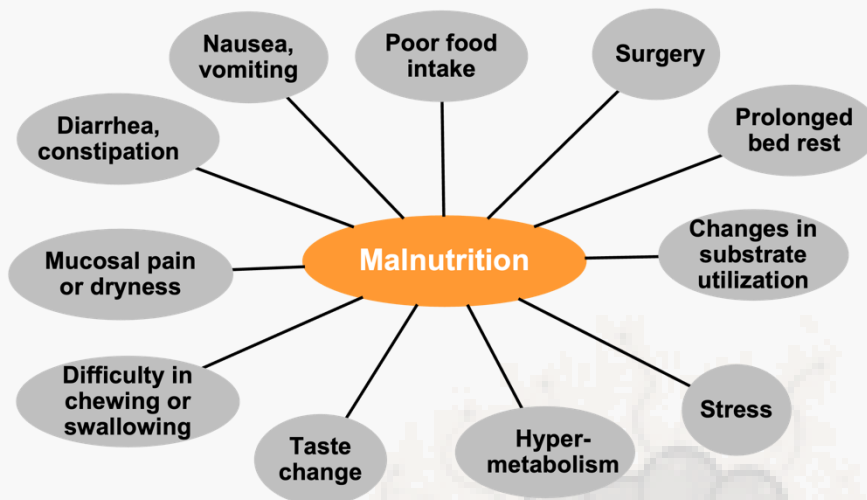 Nausea,
vomiting
Poor food
intake
Surgery
Diarrhea,
constipation
Prolonged
bed rest
Malnutrition
Mucosal pain
or dryness
Changes in
substrate
utilization
Difficulty in
chewing or
swallowing
Taste
change
Hyper-
metabolism
Stress